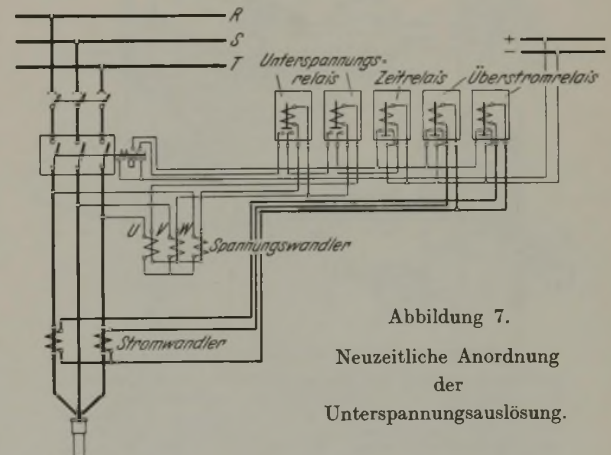 R
S
T
+
−
Unterspannungs-
relais
Zeitrelais
Überstromrelais
U V W
Spannungswandler
Stromwandler
Abbildung 7.
Neuzeitliche Anordnung
der
Unterspannungsauslösung.